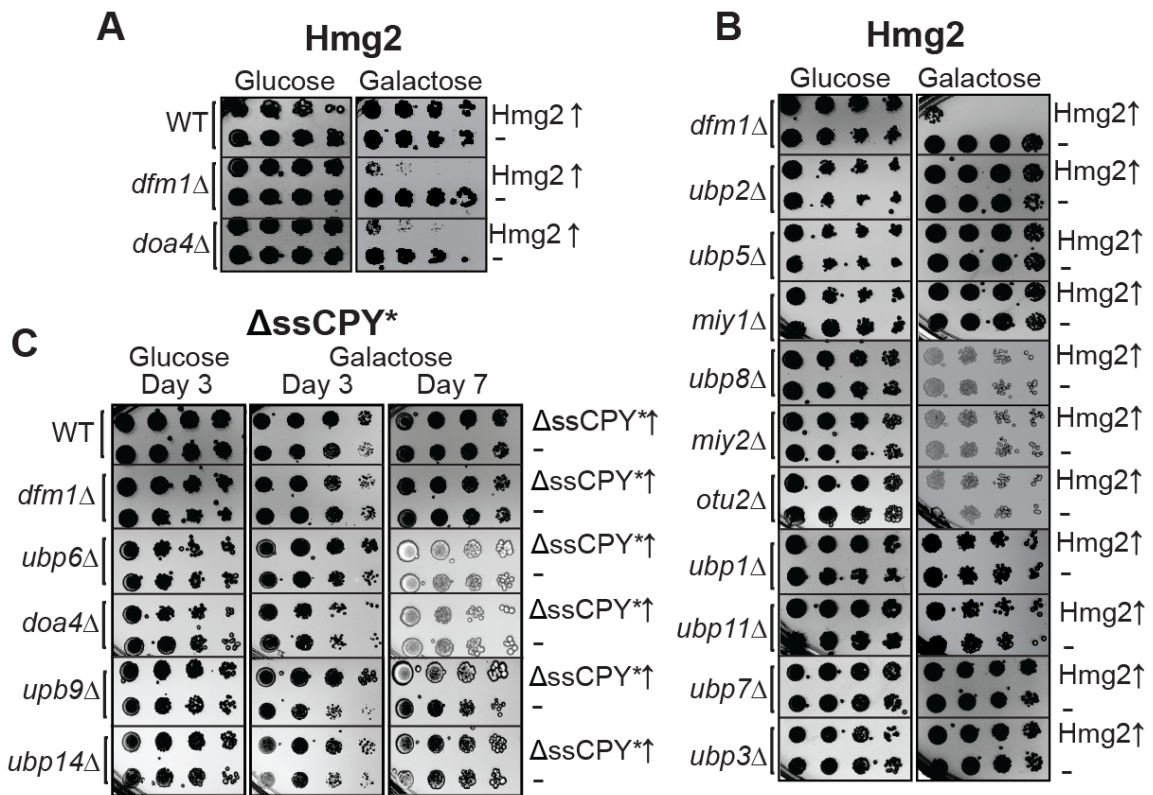 A
Hmg2
Glucose Galactose
WT
Hmg2↑
-
dfm1Δ
Hmg2↑
-
doa4Δ
Hmg2↑
-
B
Hmg2
Glucose Galactose
dfm1Δ
Hmg2↑
-
ubp2Δ
Hmg2↑
-
ubp5Δ
Hmg2↑
-
miy1Δ
Hmg2↑
-
ubp8Δ
Hmg2↑
-
miy2Δ
Hmg2↑
-
otu2Δ
Hmg2↑
-
ubp1Δ
Hmg2↑
-
ubp11Δ
Hmg2↑
-
ubp7Δ
Hmg2↑
-
ubp3Δ
Hmg2↑
-
C
ΔssCPY*
Glucose Galactose
Day 3 Day 3 Day 7
WT
ΔssCPY*↑
-
dfm1Δ
ΔssCPY*↑
-
ubp6Δ
ΔssCPY*↑
-
doa4Δ
ΔssCPY*↑
-
upb9Δ
ΔssCPY*↑
-
ubp14Δ
ΔssCPY*↑
-